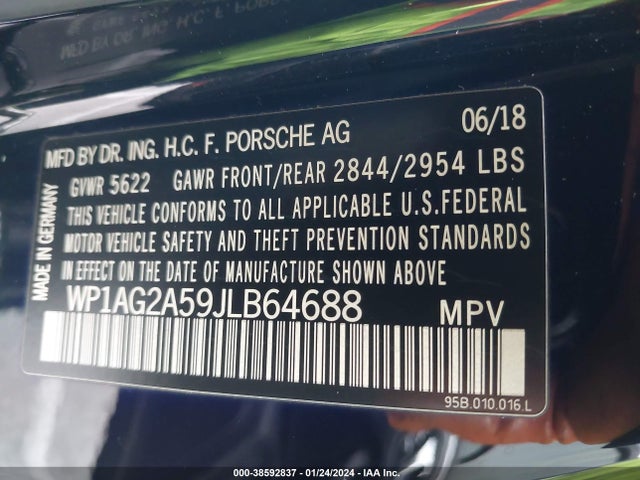 MFD BY DR. ING. H.C. F. PORSCHE AG 06/18
GVWR 5622 GAWR FRONT/REAR 2844/2954 LBS
THIS VEHICLE CONFORMS TO ALL APPLICABLE U.S.FEDERAL
MOTOR VEHICLE SAFETY AND THEFT PREVENTION STANDARDS
IN EFFECT ON THE DATE OF MANUFACTURE SHOWN ABOVE
WP1AG2A59JLB64688 MPV
MADE IN GERMANY
95B.010.016.L
000-38592837 - 01/24/2024 - IAA Inc.